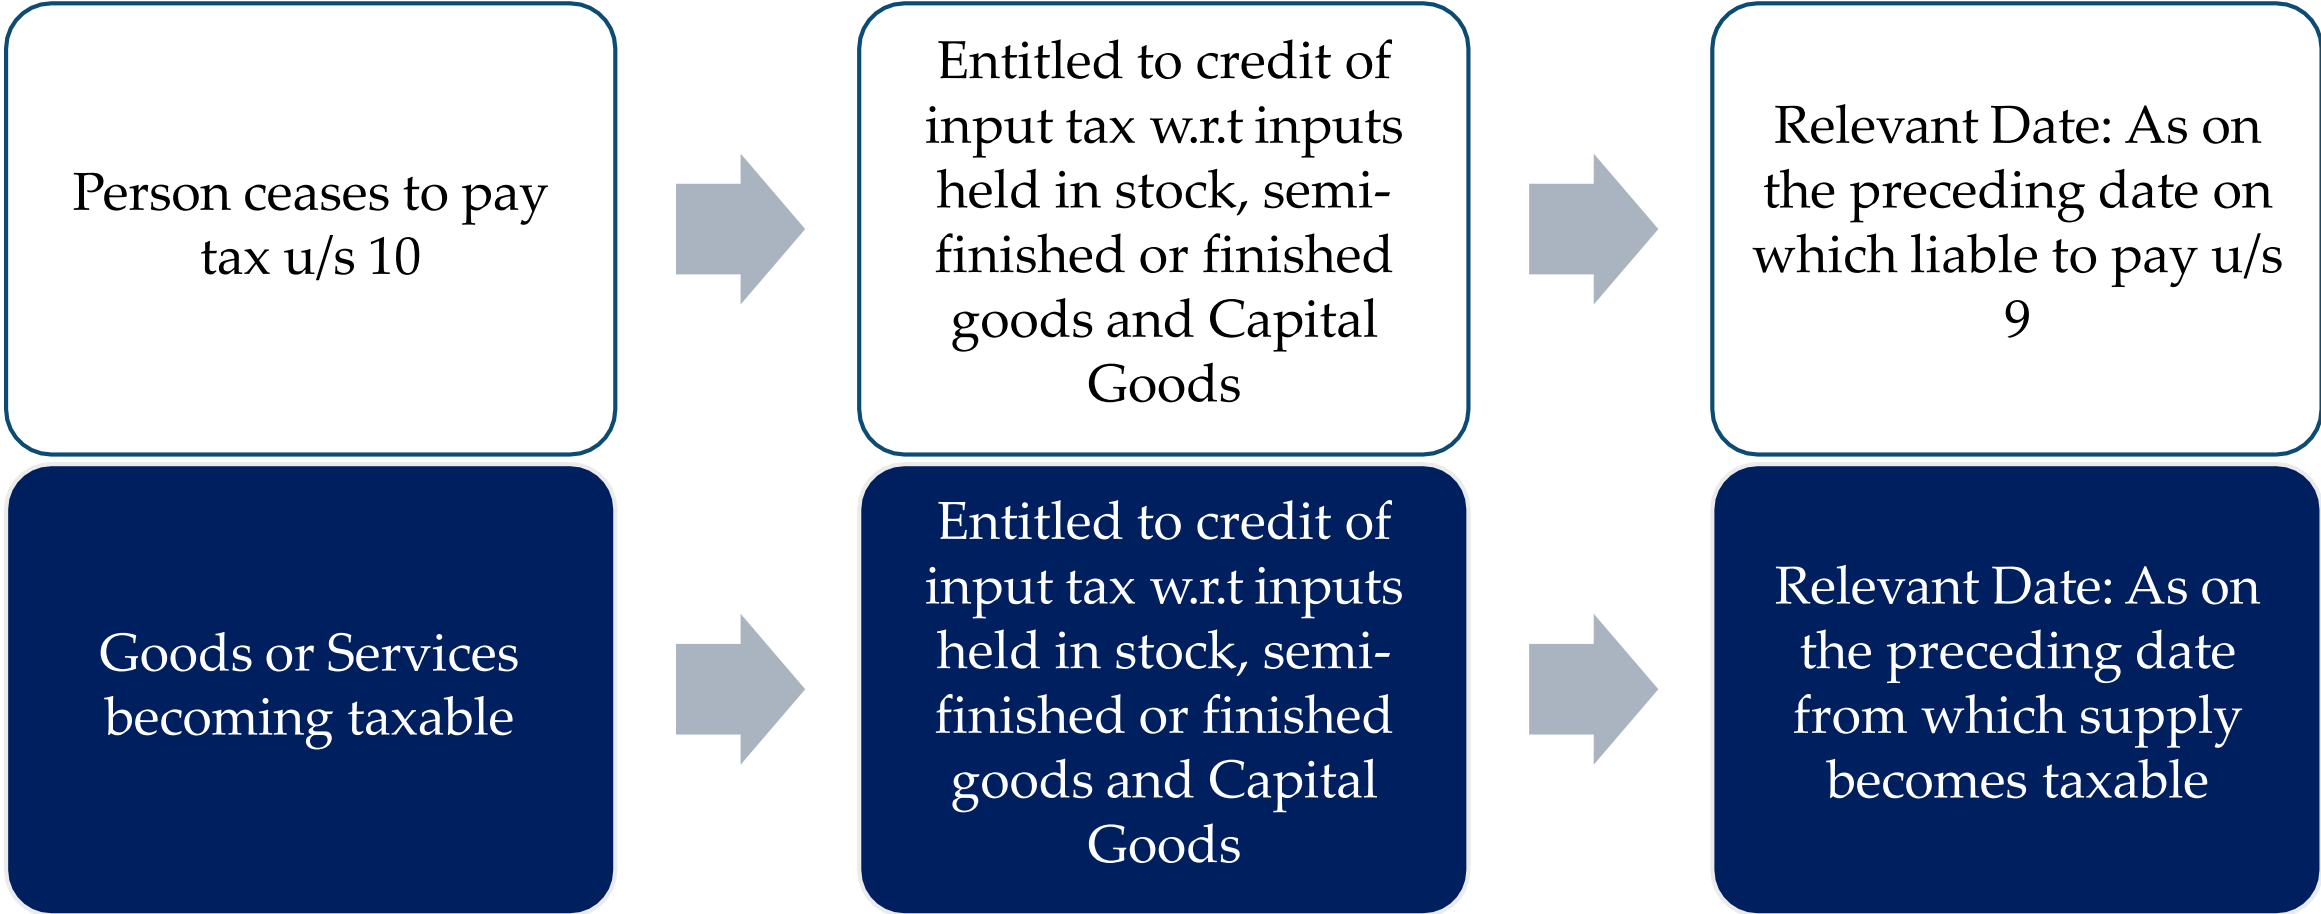 Person ceases to pay
tax u/s 10
Entitled to credit of
input tax w.r.t inputs
held in stock, semi-
finished or finished
goods and Capital
Goods
Relevant Date: As on
the preceding date on
which liable to pay u/s
9
Goods or Services
becoming taxable
Entitled to credit of
input tax w.r.t inputs
held in stock, semi-
finished or finished
goods and Capital
Goods
Relevant Date: As on
the preceding date
from which supply
becomes taxable